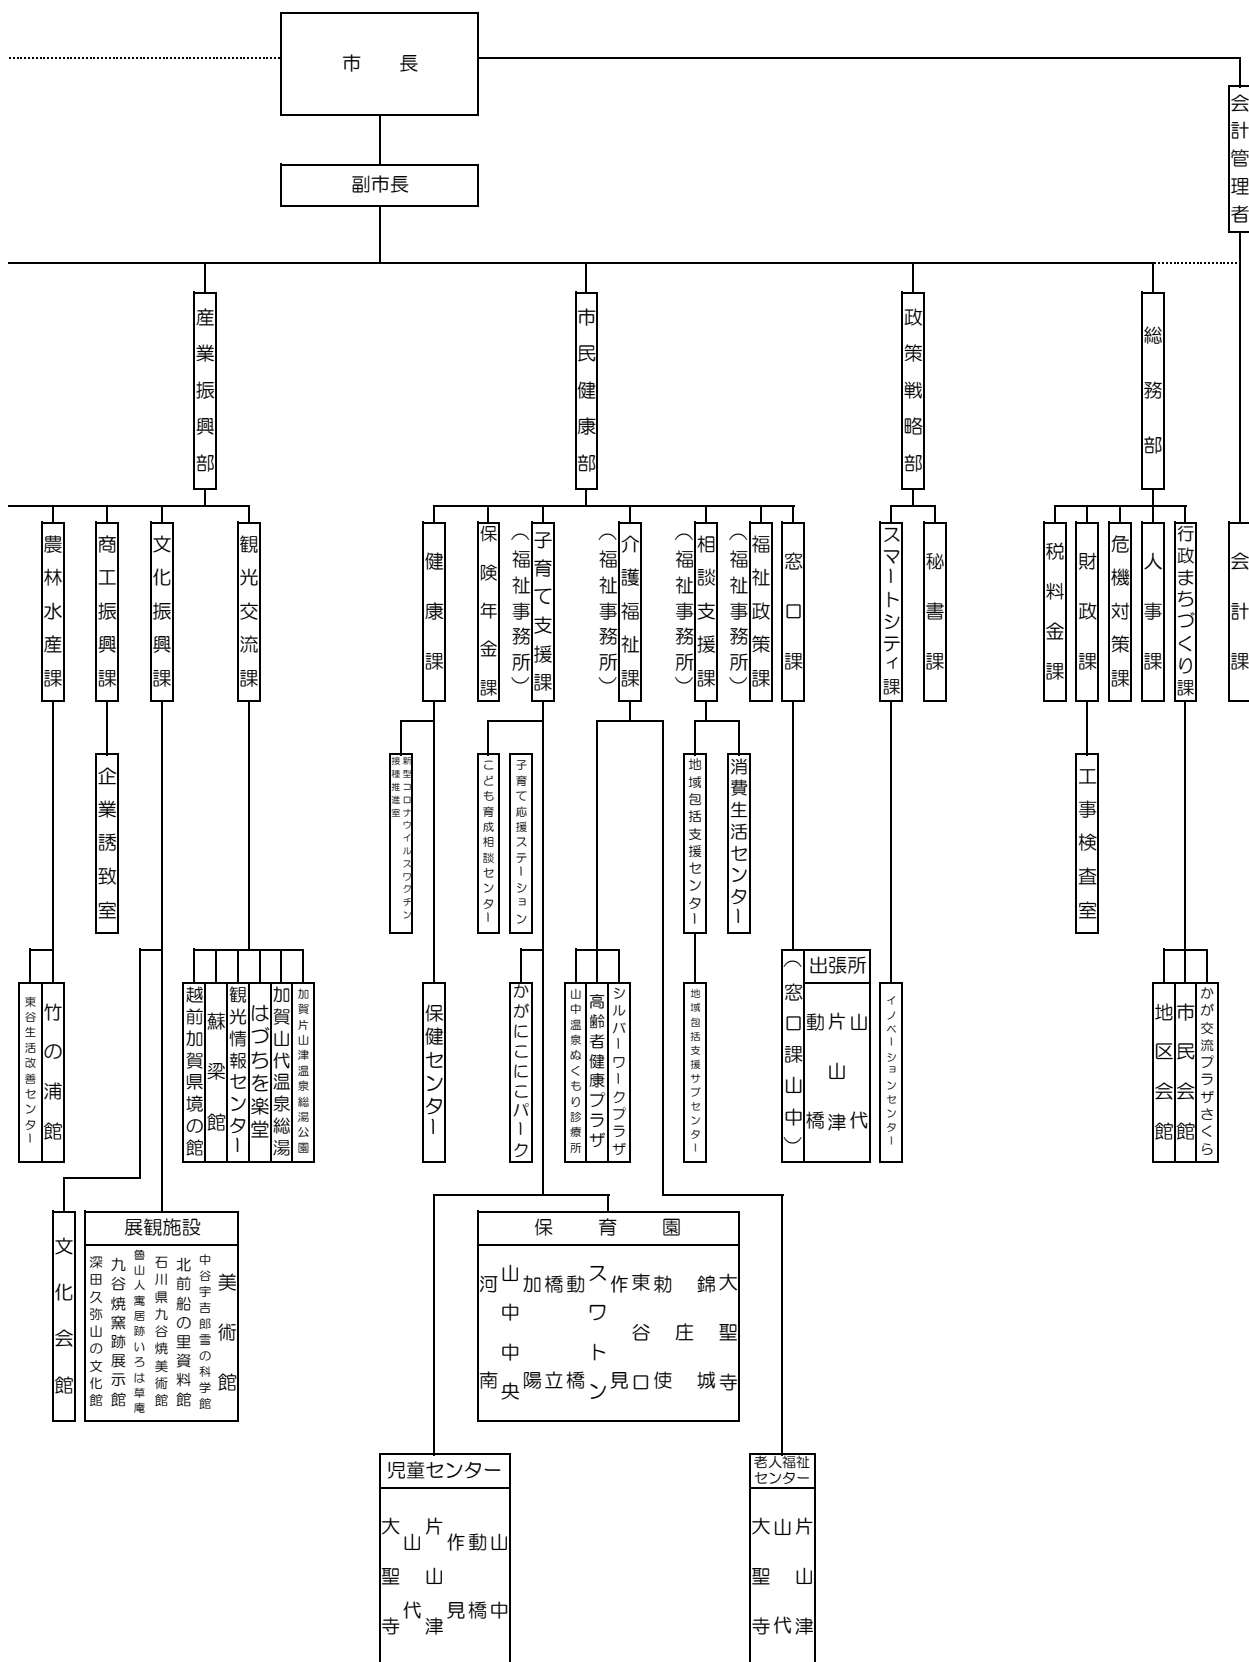 市長
副市長
会計管理者
総務部
政策戦略部
市民健康部
産業振興部
会計課
行政まちづくり課
人事課
危機対策課
財政課
税料金課
秘書課
スマートシティ課
窓口課
福祉政策課
（福祉事務所）
相談支援課
（福祉事務所）
介護福祉課
（福祉事務所）
子育て支援課
（福祉事務所）
保険年金課
健康課
観光交流課
文化振興課
商工振興課
農林水産課
工事検査室
消費生活センター
地域包括支援センター
子育て応援ステーション
こども育成相談センター
新型コロナウイルスワクチン
接種推進室
企業誘致室
かが交流プラザさくら
市民会館
地区会館
イノベーションセンター
出張所
山代
片山津
動橋
（窓口課山中）
地域包括支援サブセンター
シルバーワークプラザ
高齢者健康プラザ
山中温泉ぬくもり診療所
かがにこにこパーク
保健センター
加賀片山津温泉総湯公園
加賀山代温泉総湯
はづちを楽堂
観光情報センター
蘇梁館
越前加賀県境の館
竹の浦館
東谷生活改善センター
保育園
大聖寺
錦城
庄
勅使
東谷口
作見
スワトン
動橋
橋立
加陽
山中中央
河南
展観施設
美術館
中谷宇吉郎雪の科学館
北前船の里資料館
石川県九谷焼美術館
魯山人寓居跡いろは草庵
九谷焼窯跡展示館
深田久弥山の文化館
文化会館
老人福祉
センター
片山津
山代
大聖寺
児童センター
山中
動橋
作見
片山津
山代
大聖寺